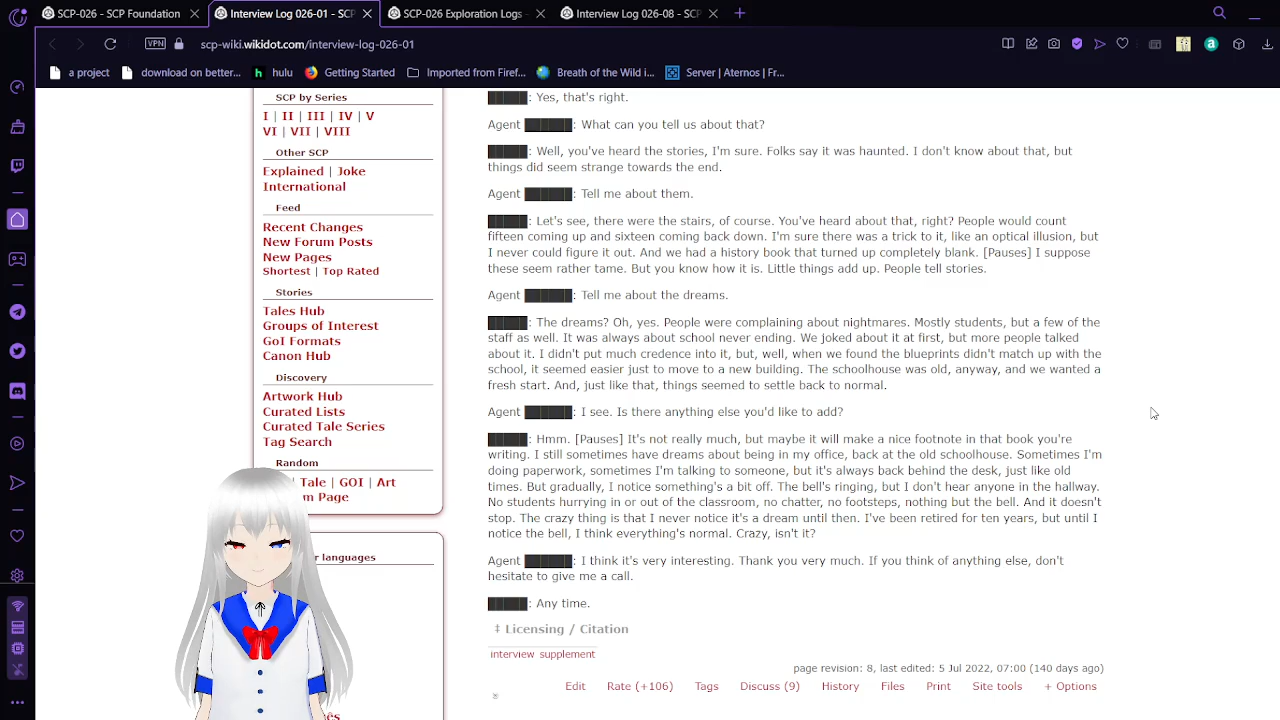 SCP-026 - SCP Foundation
Interview Log 026-01 - SCP
SCP-026 Exploration Logs -
Interview Log 026-08 - SCP
VPN
scp-wiki.wikidot.com/interview-log-026-01
a project
download on better...
hulu
Getting Started
Imported from Firef...
Breath of the Wild i...
Server | Aternos | Fr...
SCP by Series
I | II | III | IV | V
VI | VII | VIII
Other SCP
Explained | Joke
International
Feed
Recent Changes
New Forum Posts
New Pages
Shortest | Top Rated
Stories
Tales Hub
Groups of Interest
GoI Formats
Canon Hub
Discovery
Artwork Hub
Curated Lists
Curated Tale Series
Tag Search
Random
Tale | GOI | Art
Page
languages
█████: Yes, that's right.
Agent ██████: What can you tell us about that?
█████: Well, you've heard the stories, I'm sure. Folks say it was haunted. I don't know about that, but
things did seem strange towards the end.
Agent ██████: Tell me about them.
█████: Let's see, there were the stairs, of course. You've heard about that, right? People would count
fifteen coming up and sixteen coming back down. I'm sure there was a trick to it, like an optical illusion, but
I never could figure it out. And we had a history book that turned up completely blank. [Pauses] I suppose
these seem rather tame. But you know how it is. Little things add up. People tell stories.
Agent ██████: Tell me about the dreams.
█████: The dreams? Oh, yes. People were complaining about nightmares. Mostly students, but a few of the
staff as well. It was always about school never ending. We joked about it at first, but more people talked
about it. I didn't put much credence into it, but, well, when we found the blueprints didn't match up with the
school, it seemed easier just to move to a new building. The schoolhouse was old, anyway, and we wanted a
fresh start. And, just like that, things seemed to settle back to normal.
Agent ██████: I see. Is there anything else you'd like to add?
█████: Hmm. [Pauses] It's not really much, but maybe it will make a nice footnote in that book you're
writing. I still sometimes have dreams about being in my office, back at the old schoolhouse. Sometimes I'm
doing paperwork, sometimes I'm talking to someone, but it's always back behind the desk, just like old
times. But gradually, I notice something's a bit off. The bell's ringing, but I don't hear anyone in the hallway.
No students hurrying in or out of the classroom, no chatter, no footsteps, nothing but the bell. And it doesn't
stop. The crazy thing is that I never notice it's a dream until then. I've been retired for ten years, but until I
notice the bell, I think everything's normal. Crazy, isn't it?
Agent ██████: I think it's very interesting. Thank you very much. If you think of anything else, don't
hesitate to give me a call.
█████: Any time.
‡ Licensing / Citation
interview supplement
page revision: 8, last edited: 5 Jul 2022, 07:00 (140 days ago)
Edit Rate (+106) Tags Discuss (9) History Files Print Site tools + Options